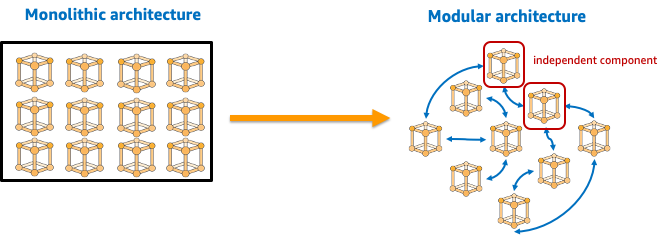 Monolithic architecture
Modular architecture
independent component